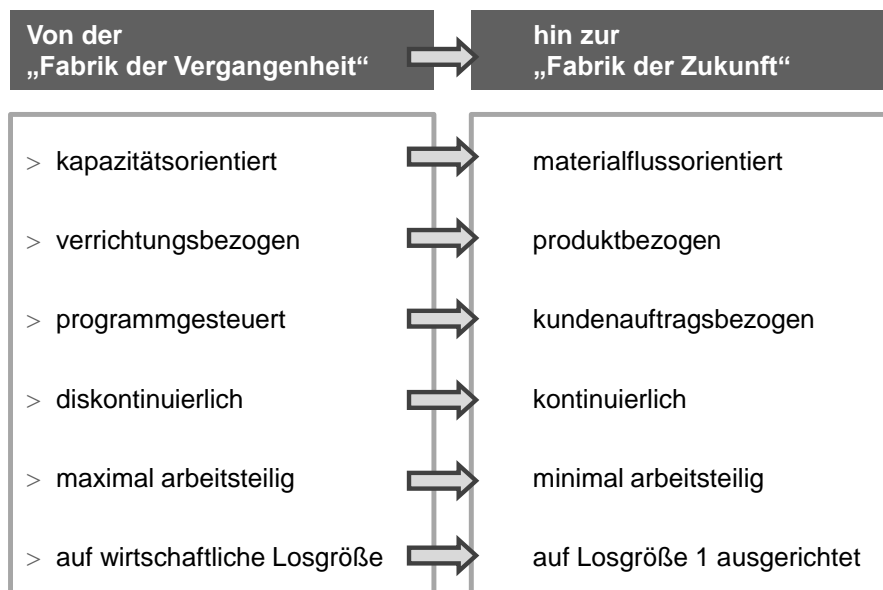 Von der
„Fabrik der Vergangenheit“
hin zur
„Fabrik der Zukunft“
> kapazitätsorientiert
materialflussorientiert
> verrichtungsbezogen
produktbezogen
> programmgesteuert
kundenauftragsbezogen
> diskontinuierlich
kontinuierlich
> maximal arbeitsteilig
minimal arbeitsteilig
> auf wirtschaftliche Losgröße
auf Losgröße 1 ausgerichtet